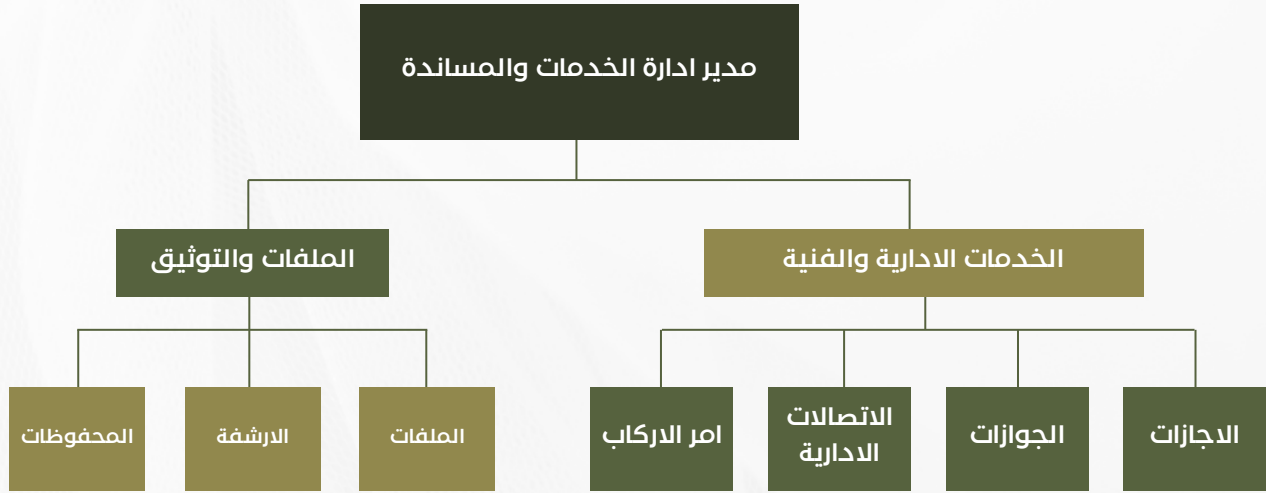 مدير ادارة الخدمات والمساندة
الخدمات الادارية والفنية
الملفات والتوثيق
الاجازات
الجوازات
الاتصالات
الادارية
امر الاركاب
الملفات
الارشفة
المحفوظات